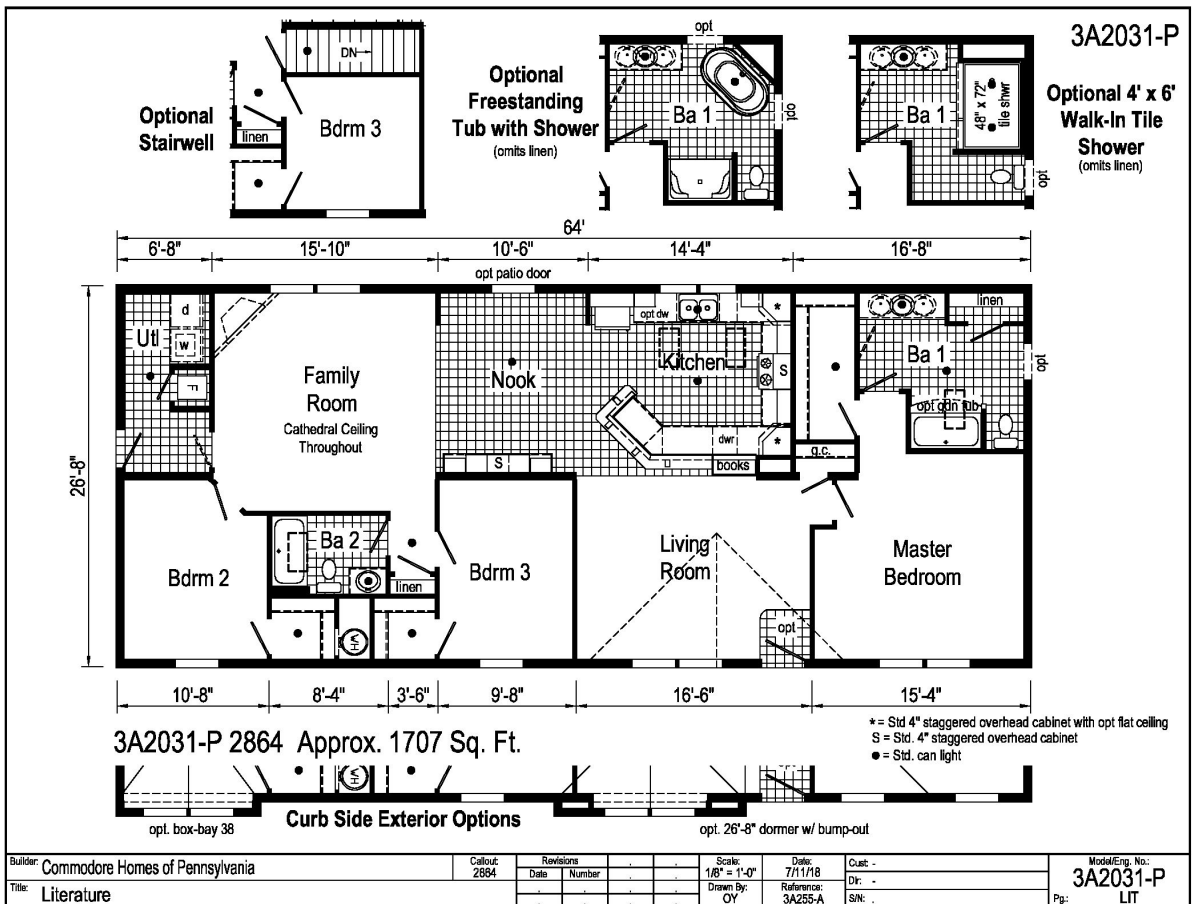 3A2031-P
Optional
Stairwell
DN
linen
Bdrm 3
Optional
Freestanding
Tub with Shower
(omits linen)
opt
Ba 1
opt
Ba 1
48" x 72"
tile shwr
opt
Optional 4' x 6'
Walk-In Tile
Shower
(omits linen)
64'
6'-8"
15'-10"
10'-6"
14'-4"
16'-8"
opt patio door
26'-8"
Utl
d
w
F
Family
Room
Cathedral Ceiling
Throughout
Nook
S
opt dw
*
Kitchen
S
dwr
*
books
g.c.
linen
Ba 1
opt
opt gdn tub
Bdrm 2
Ba 2
linen
WH
Bdrm 3
Living
Room
opt
Master
Bedroom
10'-8"
8'-4"
3'-6"
9'-8"
16'-6"
15'-4"
3A2031-P 2864 Approx. 1707 Sq. Ft.
* = Std 4" staggered overhead cabinet with opt flat ceiling
S = Std. 4" staggered overhead cabinet
● = Std. can light
WH
opt
opt. box-bay 38
Curb Side Exterior Options
opt. 26'-8" dormer w/ bump-out
Builder: Commodore Homes of Pennsylvania
Title: Literature
Callout:
2864
Revisions
Date Number
Scale:
1/8" = 1'-0"
Drawn By:
OY
Date:
7/11/18
Reference:
3A255-A
Cust: -
Dlr: -
S/N: .
Model/Eng. No.:
3A2031-P
Pg.: LIT